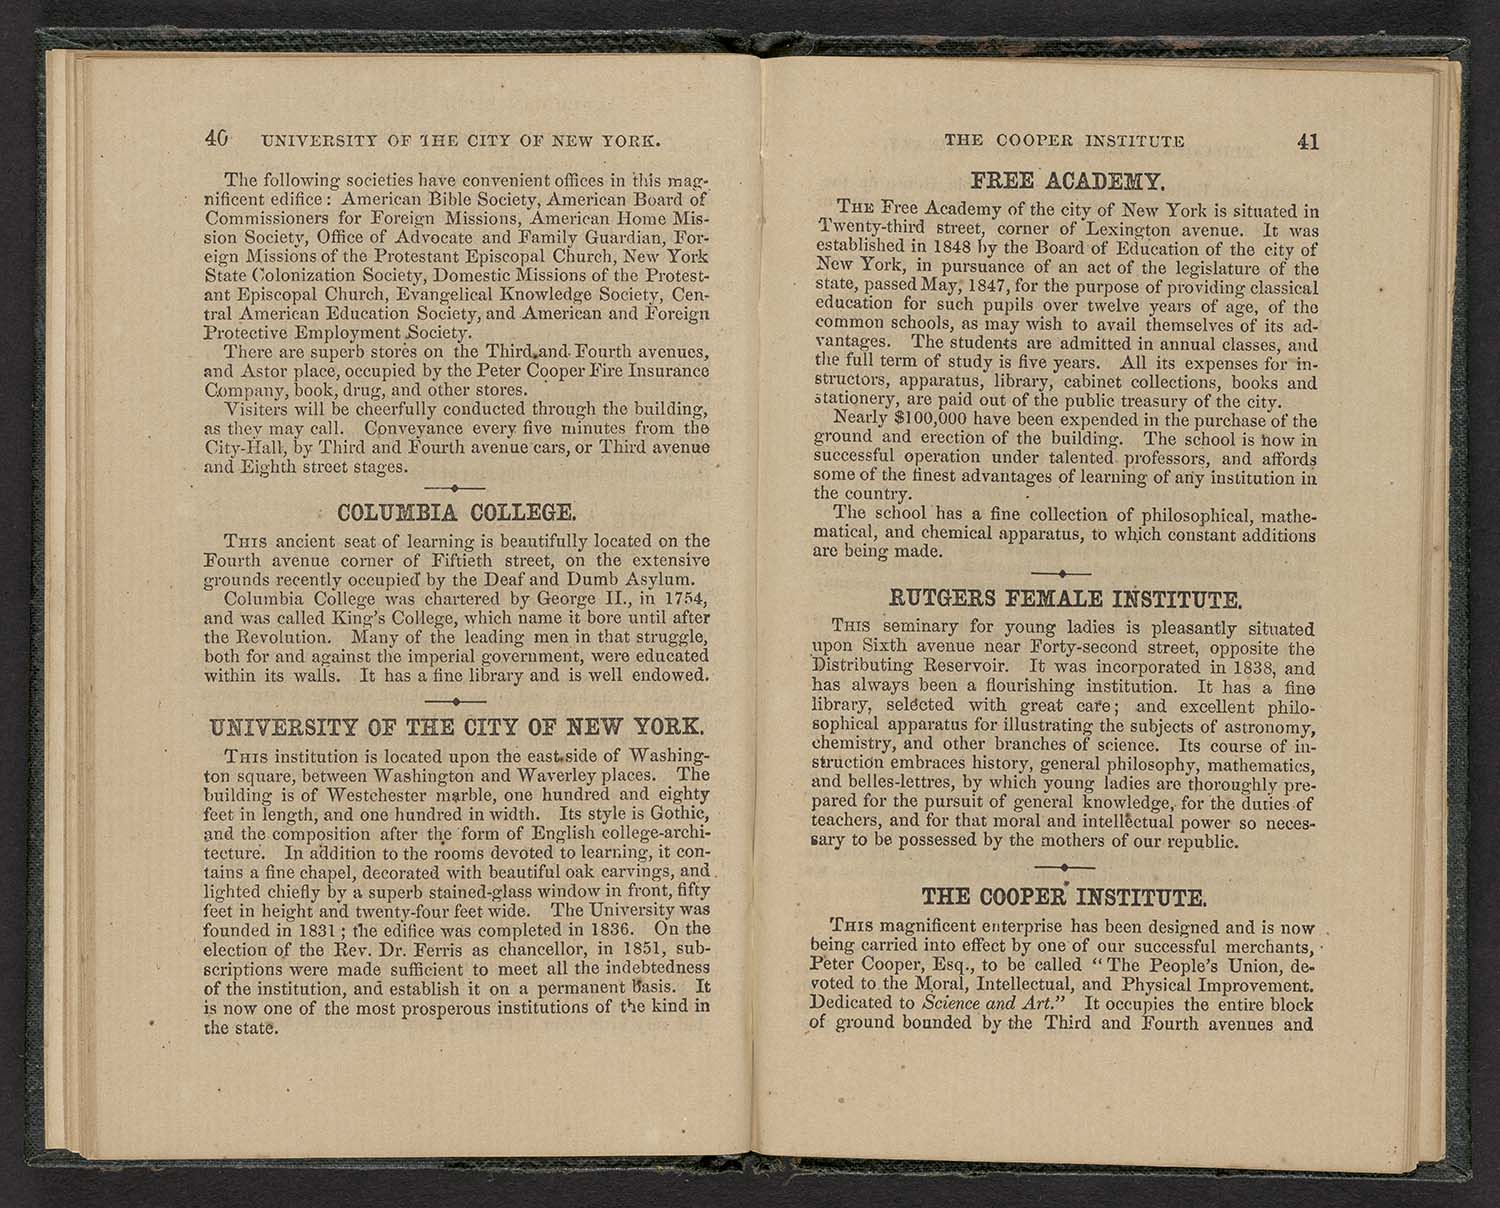 40 UNIVERSITY OF THE CITY OF NEW YORK.
The following societies have convenient offices in this mag-
nificent edifice: American Bible Society, American Board of
Commissioners for Foreign Missions, American Home Mis-
sion Society, Office of Advocate and Family Guardian, For-
eign Missions of the Protestant Episcopal Church, New York
State Colonization Society, Domestic Missions of the Protest-
ant Episcopal Church, Evangelical Knowledge Society, Cen-
tral American Education Society, and American and Foreign
Protective Employment Society.
There are superb stores on the Third and Fourth avenues,
and Astor place, occupied by the Peter Cooper Fire Insurance
Company, book, drug, and other stores.
Visiters will be cheerfully conducted through the building,
as they may call. Conveyance every five minutes from the
City-Hall, by Third and Fourth avenue cars, or Third avenue
and Eighth street stages.
COLUMBIA COLLEGE.
THIS ancient seat of learning is beautifully located on the
Fourth avenue corner of Fiftieth street, on the extensive
grounds recently occupied by the Deaf and Dumb Asylum.
Columbia College was chartered by George II., in 1754,
and was called King's College, which name it bore until after
the Revolution. Many of the leading men in that struggle,
both for and against the imperial government, were educated
within its walls. It has a fine library and is well endowed.
UNIVERSITY OF THE CITY OF NEW YORK.
THIS institution is located upon the east side of Washing-
ton square, between Washington and Waverley places. The
building is of Westchester marble, one hundred and eighty
feet in length, and one hundred in width. Its style is Gothic,
and the composition after the form of English college-archi-
tecture. In addition to the rooms devoted to learning, it con-
tains a fine chapel, decorated with beautiful oak carvings, and
lighted chiefly by a superb stained-glass window in front, fifty
feet in height and twenty-four feet wide. The University was
founded in 1831; the edifice was completed in 1836. On the
election of the Rev. Dr. Ferris as chancellor, in 1851, sub-
scriptions were made sufficient to meet all the indebtedness
of the institution, and establish it on a permanent basis. It
is now one of the most prosperous institutions of the kind in
the state.
THE COOPER INSTITUTE 41
FREE ACADEMY.
THE Free Academy of the city of New York is situated in
Twenty-third street, corner of Lexington avenue. It was
established in 1848 by the Board of Education of the city of
New York, in pursuance of an act of the legislature of the
state, passed May, 1847, for the purpose of providing classical
education for such pupils over twelve years of age, of the
common schools, as may wish to avail themselves of its ad-
vantages. The students are admitted in annual classes, and
the full term of study is five years. All its expenses for in-
structors, apparatus, library, cabinet collections, books and
stationery, are paid out of the public treasury of the city.
Nearly $100,000 have been expended in the purchase of the
ground and erection of the building. The school is now in
successful operation under talented professors, and affords
some of the finest advantages of learning of any institution in
the country.
The school has a fine collection of philosophical, mathe-
matical, and chemical apparatus, to which constant additions
are being made.
RUTGERS FEMALE INSTITUTE.
THIS seminary for young ladies is pleasantly situated
upon Sixth avenue near Forty-second street, opposite the
Distributing Reservoir. It was incorporated in 1838, and
has always been a flourishing institution. It has a fine
library, selected with great care; and excellent philo-
sophical apparatus for illustrating the subjects of astronomy,
chemistry, and other branches of science. Its course of in-
struction embraces history, general philosophy, mathematics,
and belles-lettres, by which young ladies are thoroughly pre-
pared for the pursuit of general knowledge, for the duties of
teachers, and for that moral and intellectual power so neces-
sary to be possessed by the mothers of our republic.
THE COOPER INSTITUTE.
THIS magnificent enterprise has been designed and is now
being carried into effect by one of our successful merchants,
Peter Cooper, Esq., to be called "The People's Union, de-
voted to the Moral, Intellectual, and Physical Improvement.
Dedicated to Science and Art." It occupies the entire block
of ground bounded by the Third and Fourth avenues and